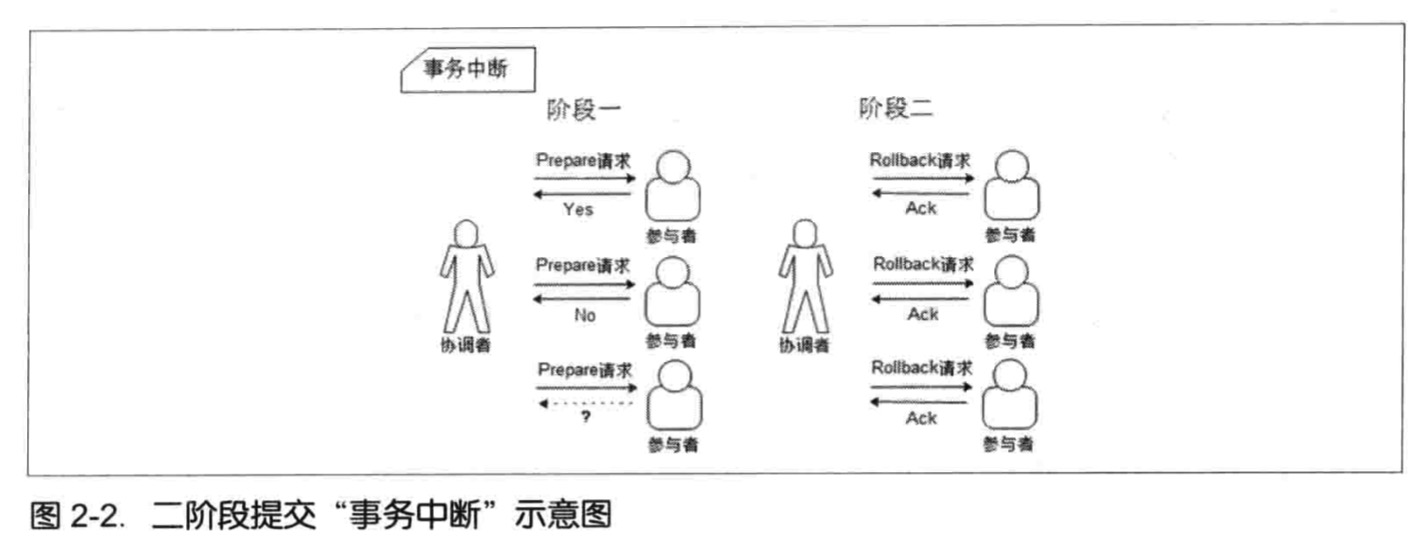 事务中断
阶段一
阶段二
Prepare请求
Yes
参与者
Prepare请求
No
参与者
Prepare请求
?
参与者
协调者
Rollback请求
Ack
参与者
Rollback请求
Ack
参与者
Rollback请求
Ack
参与者
协调者
图 2-2. 二阶段提交“事务中断”示意图